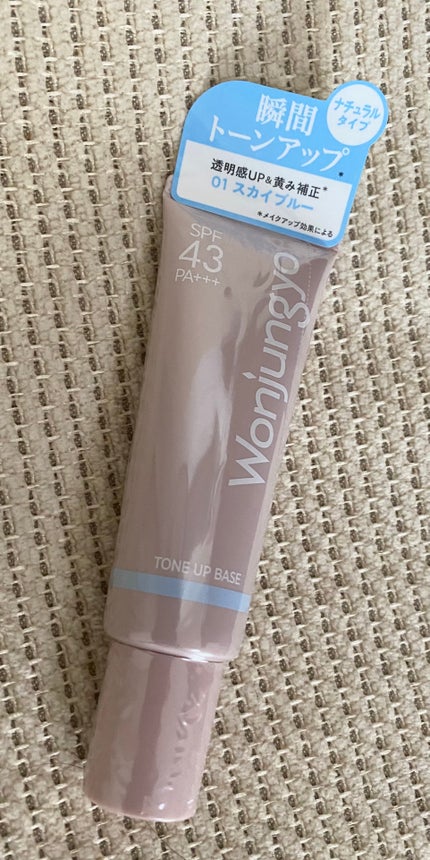 ナチュラル
タイプ
瞬間
トーンアップ*
透明感UP&黄み補正*
01 スカイブルー
*メイクアップ効果による
SPF
43
PA+++
Wonjungyo
TONE UP BASE